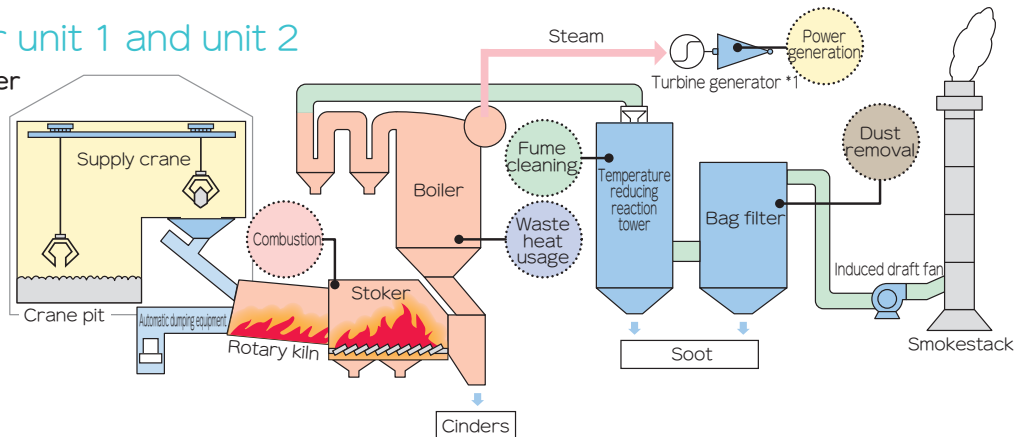 r unit 1 and unit 2
er
Steam
Power
generation
Turbine generator *1
Supply crane
Fume
cleaning
Dust
removal
Temperature
reducing
reaction
tower
Boiler
Bag filter
Combustion
Waste
heat
usage
Induced draft fan
Stoker
Crane pit
Automatic dumping equipment
Rotary kiln
Smokestack
Soot
Cinders